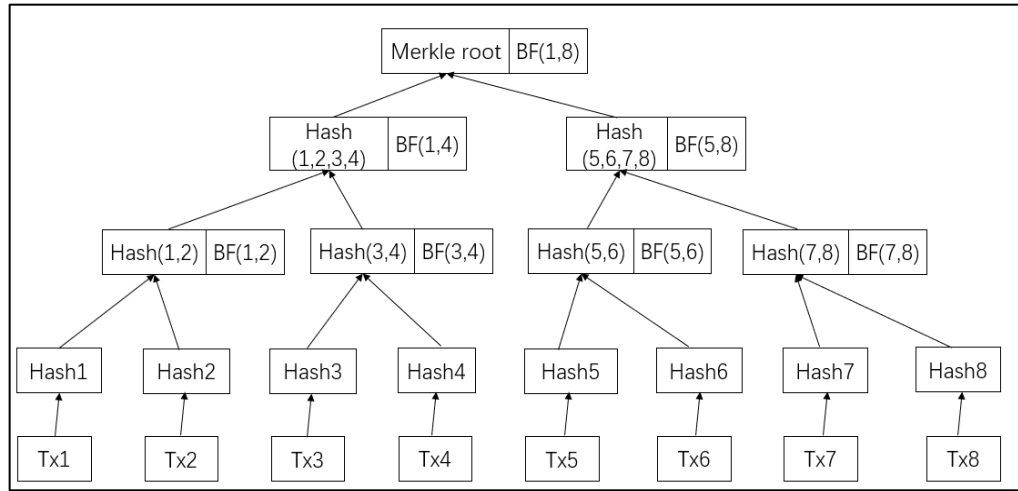 Merkle root BF(1,8)
Hash
(1,2,3,4)
BF(1,4)
Hash
(5,6,7,8)
BF(5,8)
Hash(1,2) BF(1,2)
Hash(3,4) BF(3,4)
Hash(5,6) BF(5,6)
Hash(7,8) BF(7,8)
Hash1
Hash2
Hash3
Hash4
Hash5
Hash6
Hash7
Hash8
Tx1
Tx2
Tx3
Tx4
Tx5
Tx6
Tx7
Tx8